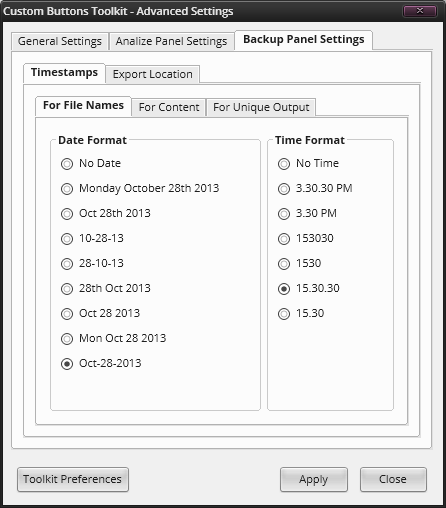 Custom Buttons Toolkit - Advanced Settings
General Settings Analize Panel Settings Backup Panel Settings
Timestamps Export Location
For File Names For Content For Unique Output
Date Format
No Date
Monday October 28th 2013
Oct 28th 2013
10-28-13
28-10-13
28th Oct 2013
Oct 28 2013
Mon Oct 28 2013
Oct-28-2013
Time Format
No Time
3.30.30 PM
3.30 PM
153030
1530
15.30.30
15.30
Toolkit Preferences Apply Close